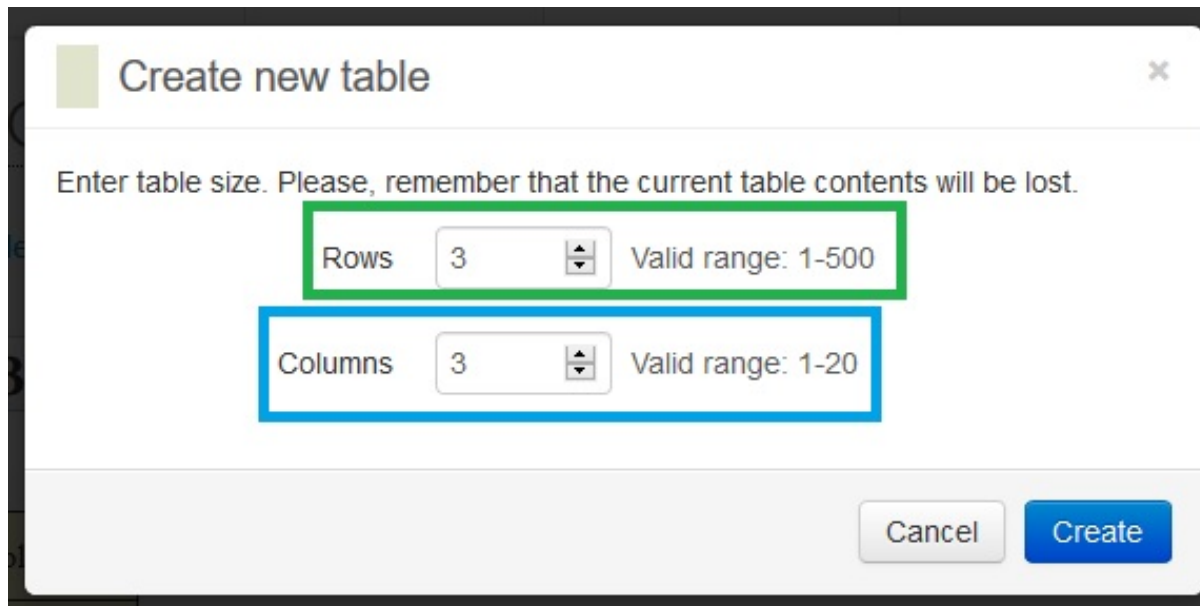 Create new table
×
Enter table size. Please, remember that the current table contents will be lost.
Rows 3 Valid range: 1-500
Columns 3 Valid range: 1-20
Cancel Create